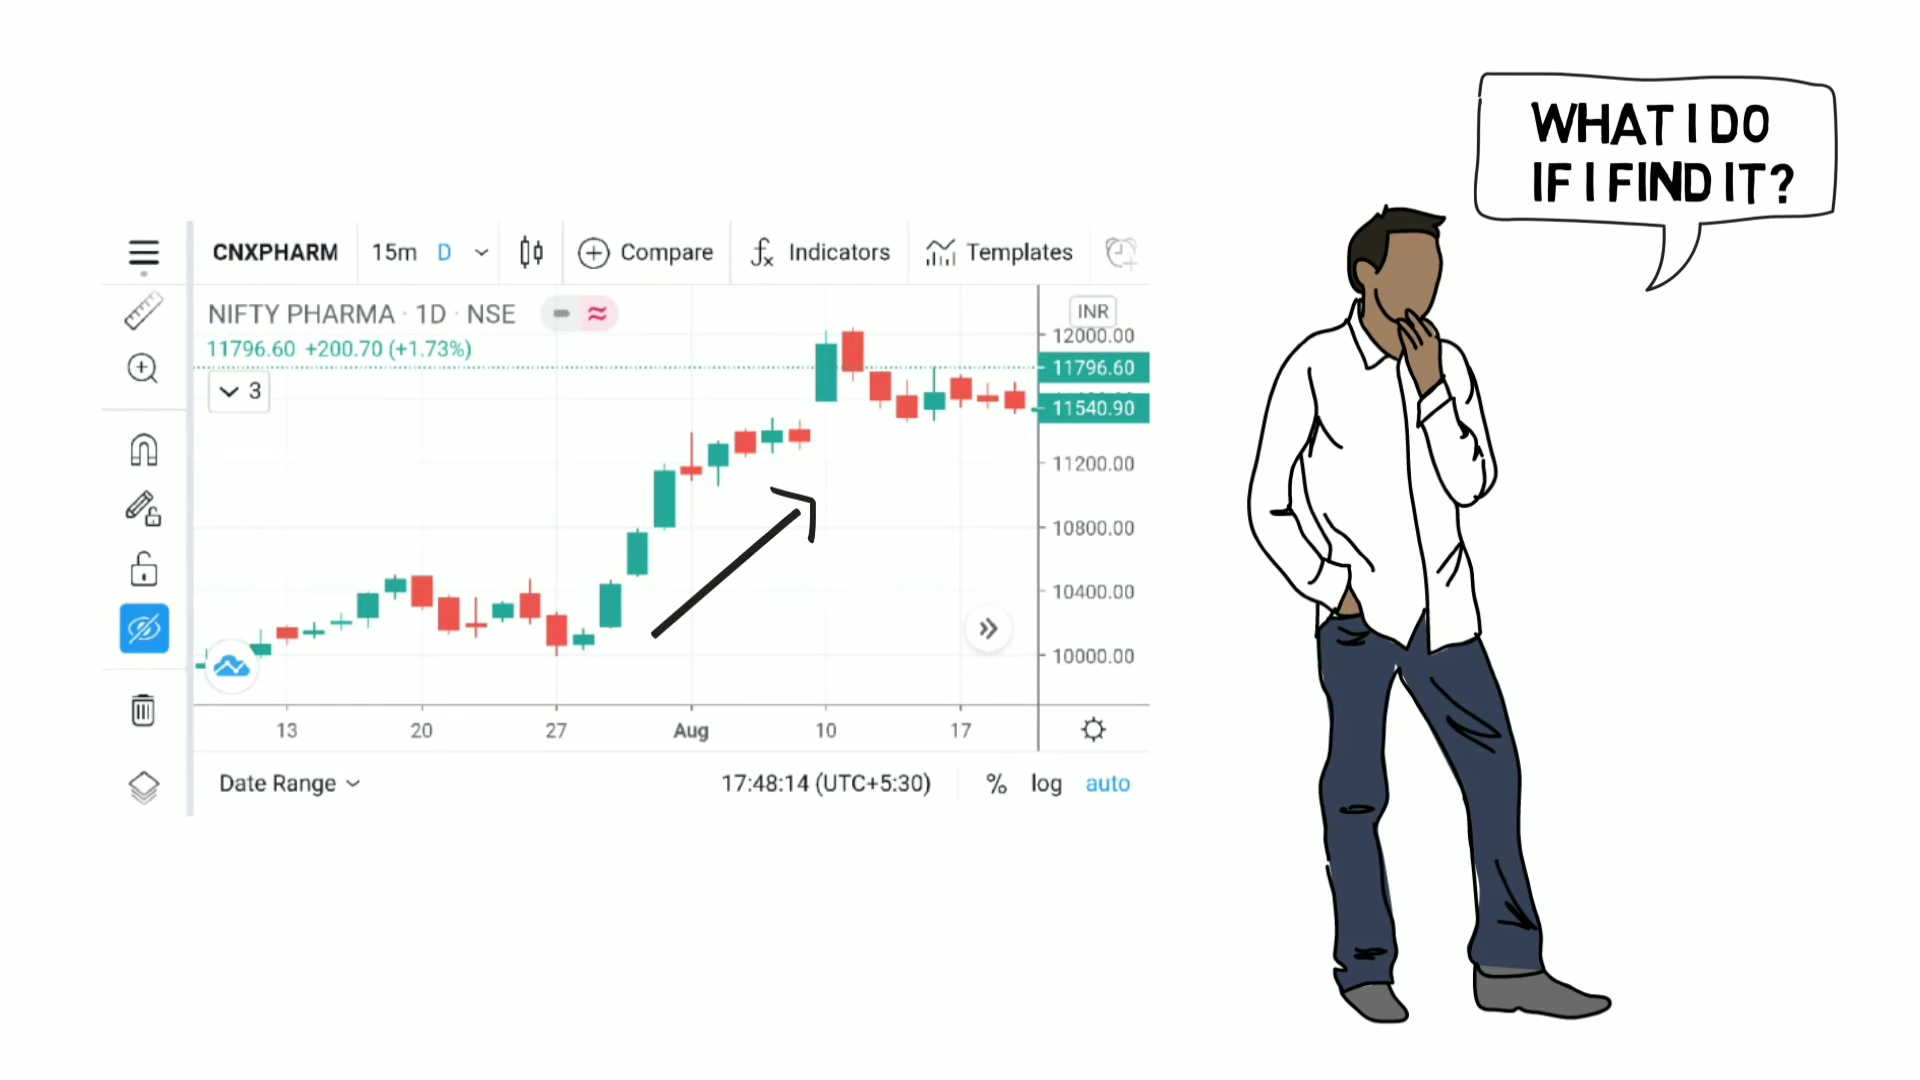 WHAT I DO
IF I FIND IT?
CNXPHARM 15m D Compare Indicators Templates
NIFTY PHARMA · 1D · NSE
INR
11796.60 +200.70 (+1.73%)
3
12000.00
11796.60
11540.90
11200.00
10800.00
10400.00
10000.00
13 20 27 Aug 10 17
Date Range 17:48:14 (UTC+5:30) % log auto